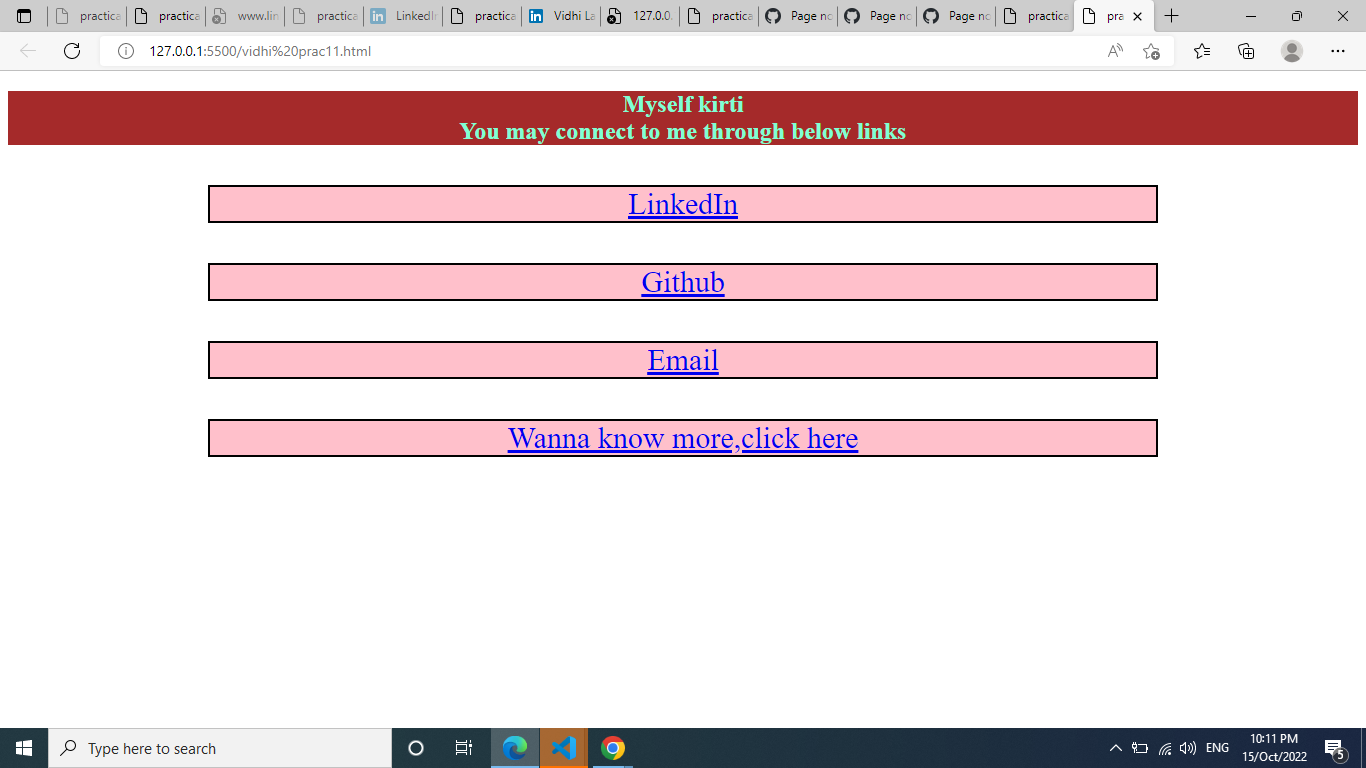 practica
practica
www.lin
practica
LinkedIn
practica
Vidhi La
127.0.0.
practica
Page no
Page no
Page no
practica
pra
127.0.0.1:5500/vidhi%20prac11.html
Myself kirti
You may connect to me through below links
LinkedIn
Github
Email
Wanna know more,click here
Type here to search
ENG
10:11 PM
15/Oct/2022
5